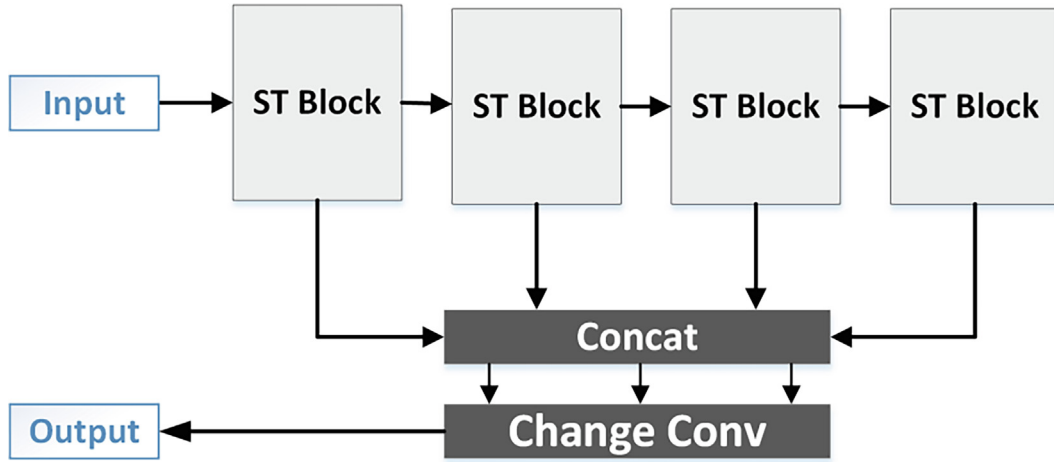 Input
ST Block
ST Block
ST Block
ST Block
Concat
Change Conv
Output